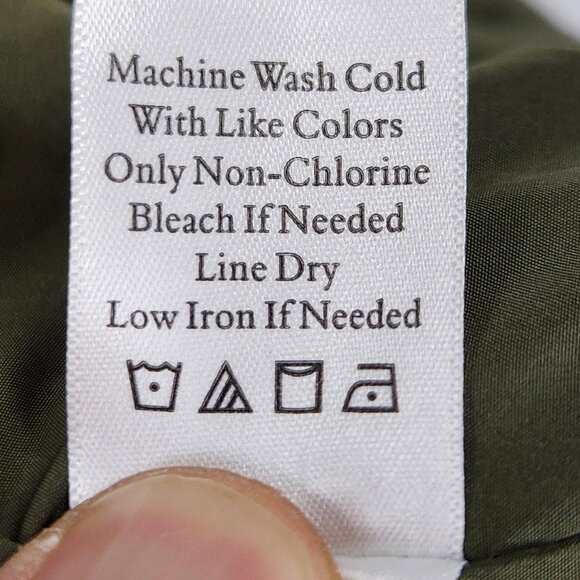 Machine Wash Cold
With Like Colors
Only Non-Chlorine
Bleach If Needed
Line Dry
Low Iron If Needed